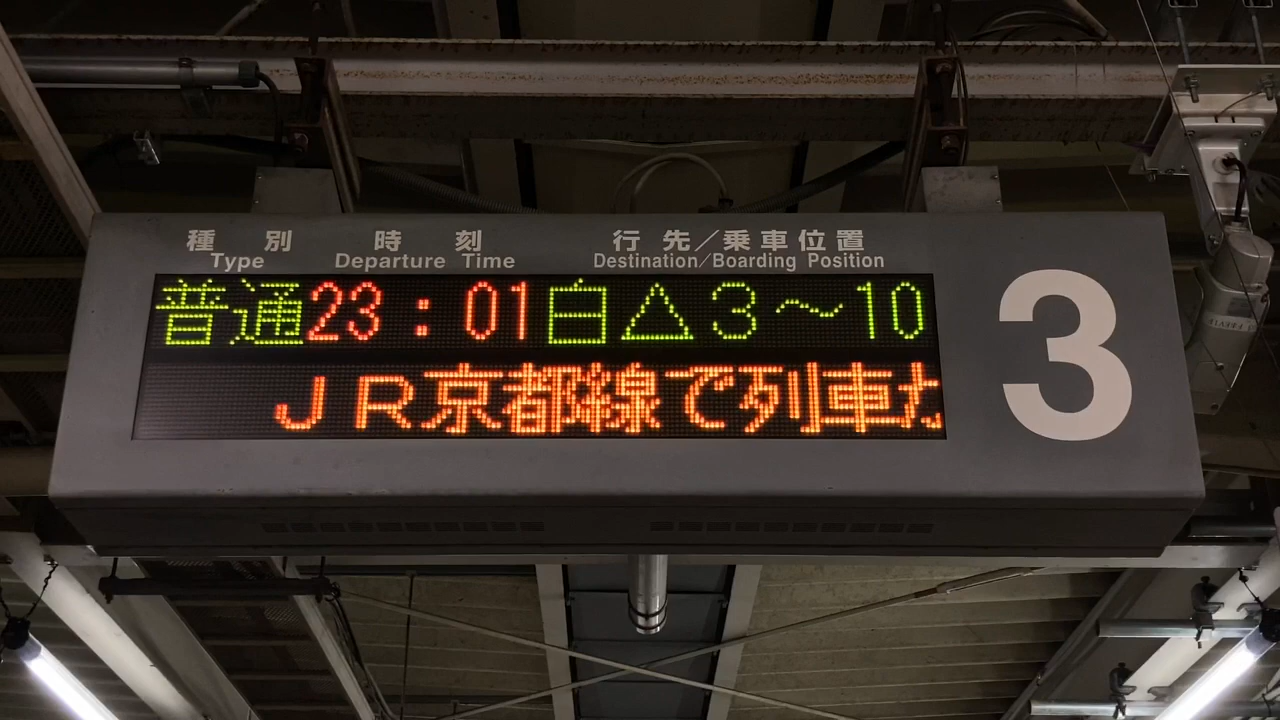 種別 時刻 行先／乗車位置
Type Departure Time Destination/Boarding Position
普通 23：01 白△3～10
ＪＲ京都線で列車が
3